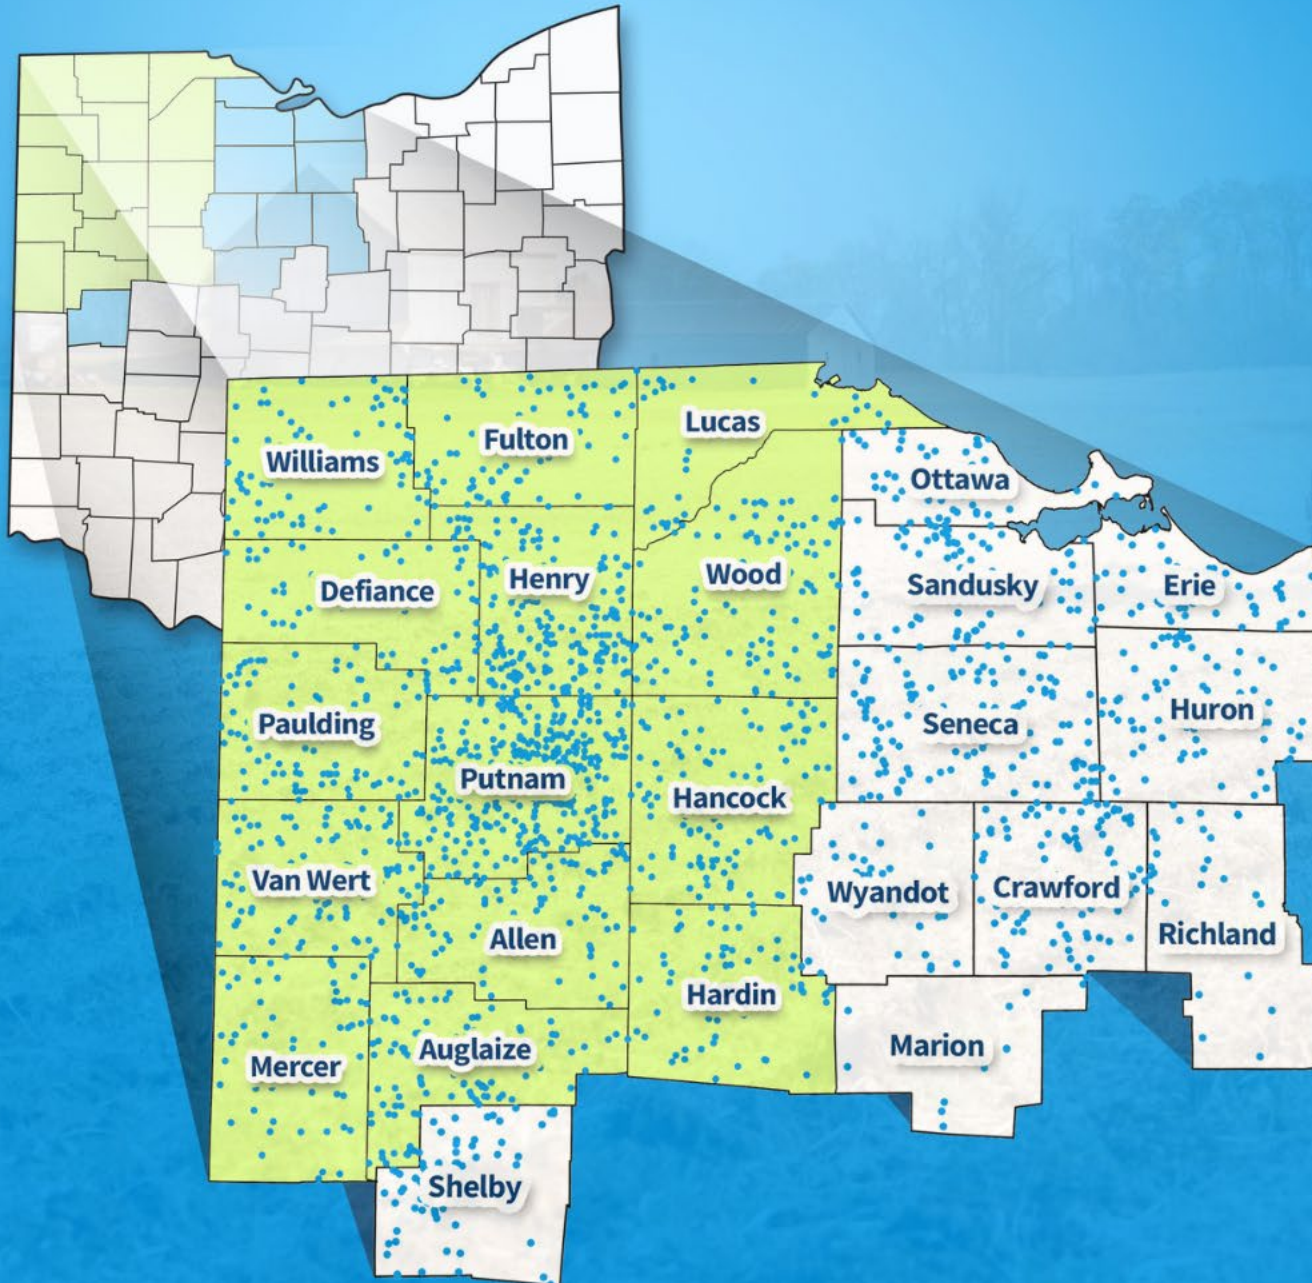 Williams
Fulton
Lucas
Ottawa
Defiance
Henry
Wood
Sandusky
Erie
Paulding
Putnam
Hancock
Seneca
Huron
Van Wert
Allen
Wyandot
Crawford
Richland
Mercer
Auglaize
Hardin
Marion
Shelby